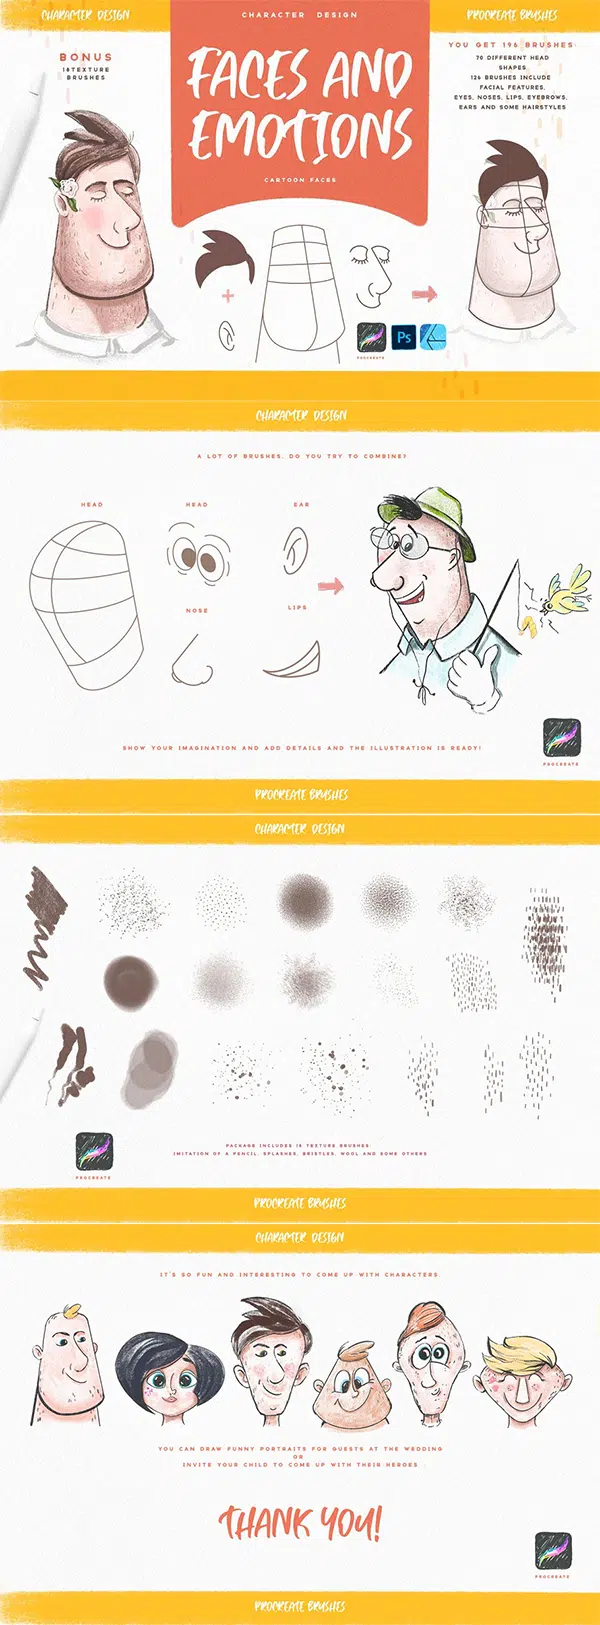 CHARACTER DESIGN
CHARACTER DESIGN
PROCREATE BRUSHES
BONUS
18 TEXTURE
BRUSHES
FACES AND
EMOTIONS
CARTOON FACES
YOU GET 196 BRUSHES:
70 DIFFERENT HEAD
SHAPES
126 BRUSHES INCLUDE
FACIAL FEATURES,
EYES, NOSES, LIPS, EYEBROWS,
EARS AND SOME HAIRSTYLES
Ps
PROCREATE
CHARACTER DESIGN
A LOT OF BRUSHES. DO YOU TRY TO COMBINE?
HEAD
HEAD
EAR
NOSE
LIPS
SHOW YOUR IMAGINATION AND ADD DETAILS AND THE ILLUSTRATION IS READY!
PROCREATE
PROCREATE BRUSHES
CHARACTER DESIGN
PACKAGE INCLUDES 18 TEXTURE BRUSHES:
IMITATION OF A PENCIL, SPLASHES, BRISTLES, WOOL AND SOME OTHERS
PROCREATE
PROCREATE BRUSHES
CHARACTER DESIGN
IT'S SO FUN AND INTERESTING TO COME UP WITH CHARACTERS.
YOU CAN DRAW FUNNY PORTRAITS FOR GUESTS AT THE WEDDING
OR
INVITE YOUR CHILD TO COME UP WITH THEIR HEROES
THANK YOU!
PROCREATE
PROCREATE BRUSHES